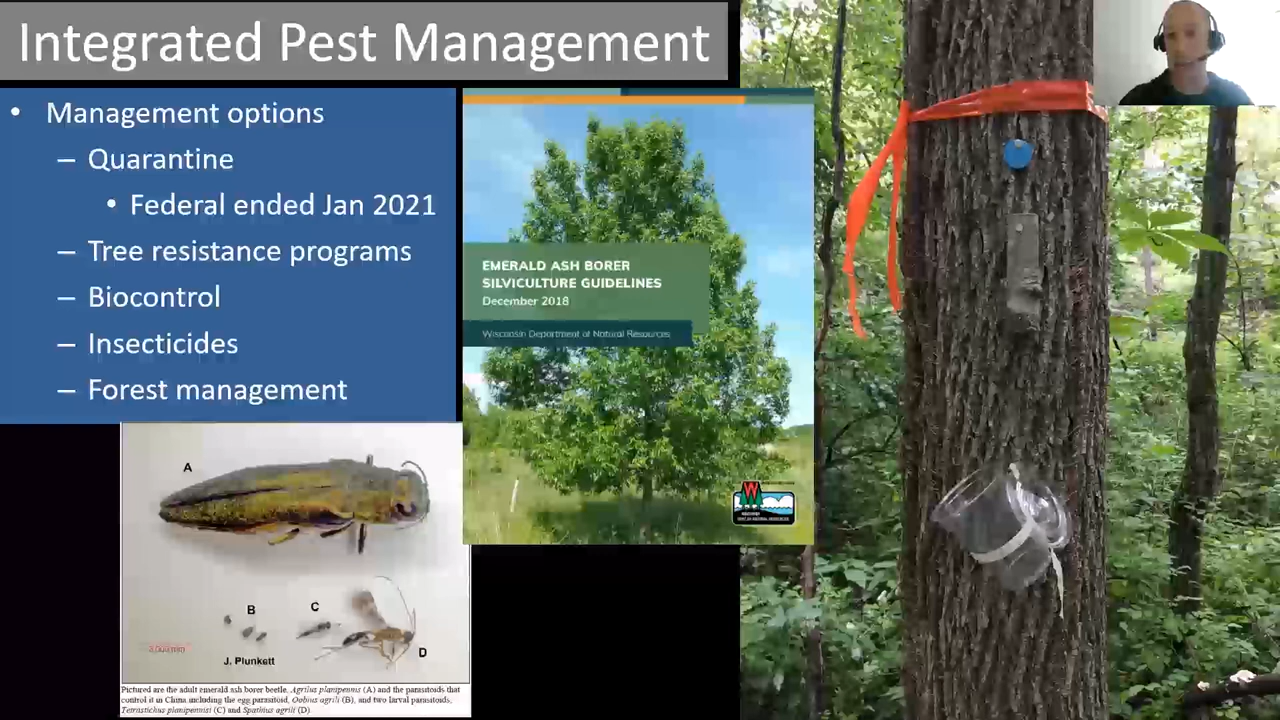 Integrated Pest Management
• Management options
– Quarantine
• Federal ended Jan 2021
– Tree resistance programs
– Biocontrol
– Insecticides
– Forest management
EMERALD ASH BORER
SILVICULTURE GUIDELINES
December 2018
Wisconsin Department of Natural Resources
W
A
B
C
D
J. Plunkett
Pictured are the adult emerald ash borer beetle, Agrilus planipennis (A) and the parasitoids that
control it in China including the egg parasitoid, Oobius agrili (B), and two larval parasitoids,
Tetrastichus planipennisi (C) and Spathius agrili (D)